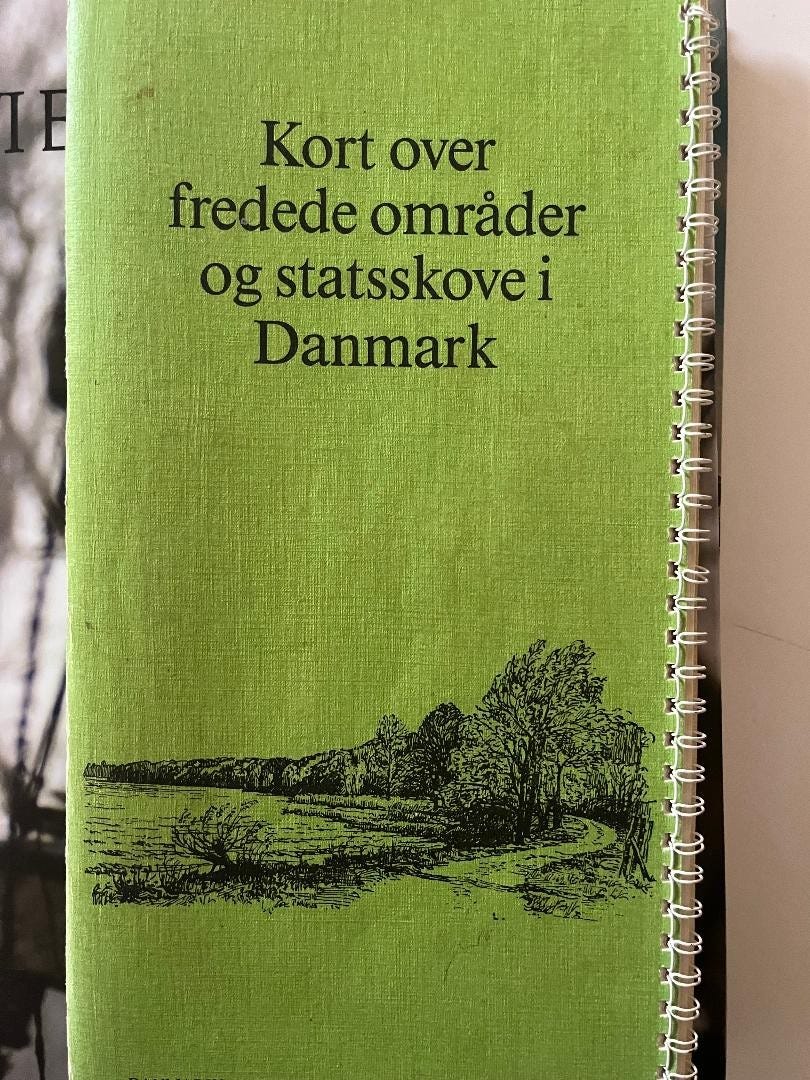 Kort over
fredede områder
og statsskove i
Danmark